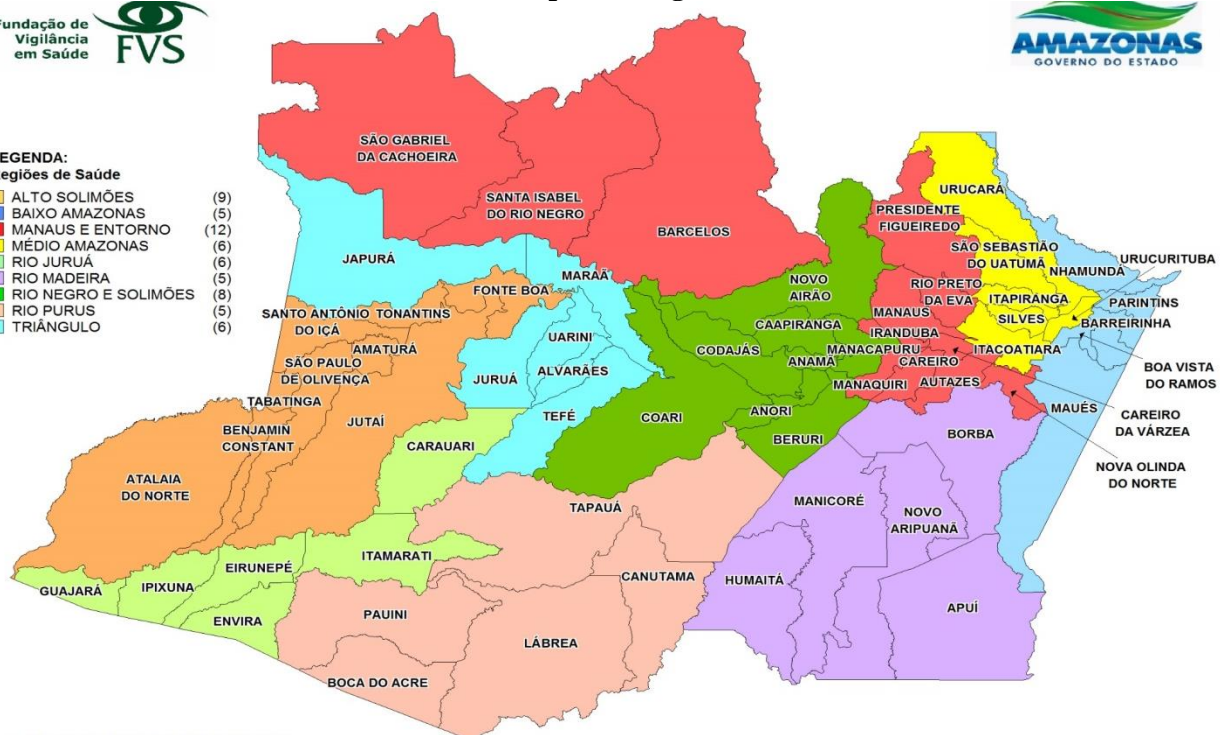 Fundação de
Vigilância
em Saúde
FVS
AMAZONAS
GOVERNO DO ESTADO
EGENDA:
egiões de Saúde
ALTO SOLIMÕES (9)
BAIXO AMAZONAS (5)
MANAUS E ENTORNO (12)
MÉDIO AMAZONAS (6)
RIO JURUÁ (6)
RIO MADEIRA (5)
RIO NEGRO E SOLIMÕES (8)
RIO PURUS (5)
TRIÂNGULO (6)
SÃO GABRIEL
DA CACHOEIRA
SANTA ISABEL
DO RIO NEGRO
BARCELOS
URUCARÁ
PRESIDENTE
FIGUEIREDO
SÃO SEBASTIÃO
DO UATUMÃ
NHAMUNDÁ
URUCURITUBA
JAPURÁ
MARAÃ
FONTE BOA
NOVO
AIRÃO
RIO PRETO
DA EVA
ITAPIRANGA
PARINTINS
SANTO ANTÔNIO
DO IÇÁ
TONANTINS
MANAUS
SILVES
BARREIRINHA
CAAPIRANGA
IRANDUBA
UARINI
AMATURÁ
CODAJÁS
MANACAPURU
ITACOATIARA
SÃO PAULO
DE OLIVENÇA
ANAMÃ
CAREIRO
BOA VISTA
DO RAMOS
JURUÁ
ALVARÃES
MANAQUIRI
AUTAZES
TABATINGA
MAUÉS
CAREIRO
DA VÁRZEA
BENJAMIN
CONSTANT
JUTAÍ
TEFÉ
COARI
ANORI
BERURI
BORBA
CARAUARI
ATALAIA
DO NORTE
NOVA OLINDA
DO NORTE
TAPAUÁ
MANICORÉ
NOVO
ARIPUANÃ
ITAMARATI
EIRUNEPÉ
GUAJARÁ
IPIXUNA
CANUTAMA
HUMAITÁ
ENVIRA
PAUINI
APUÍ
LÁBREA
BOCA DO ACRE